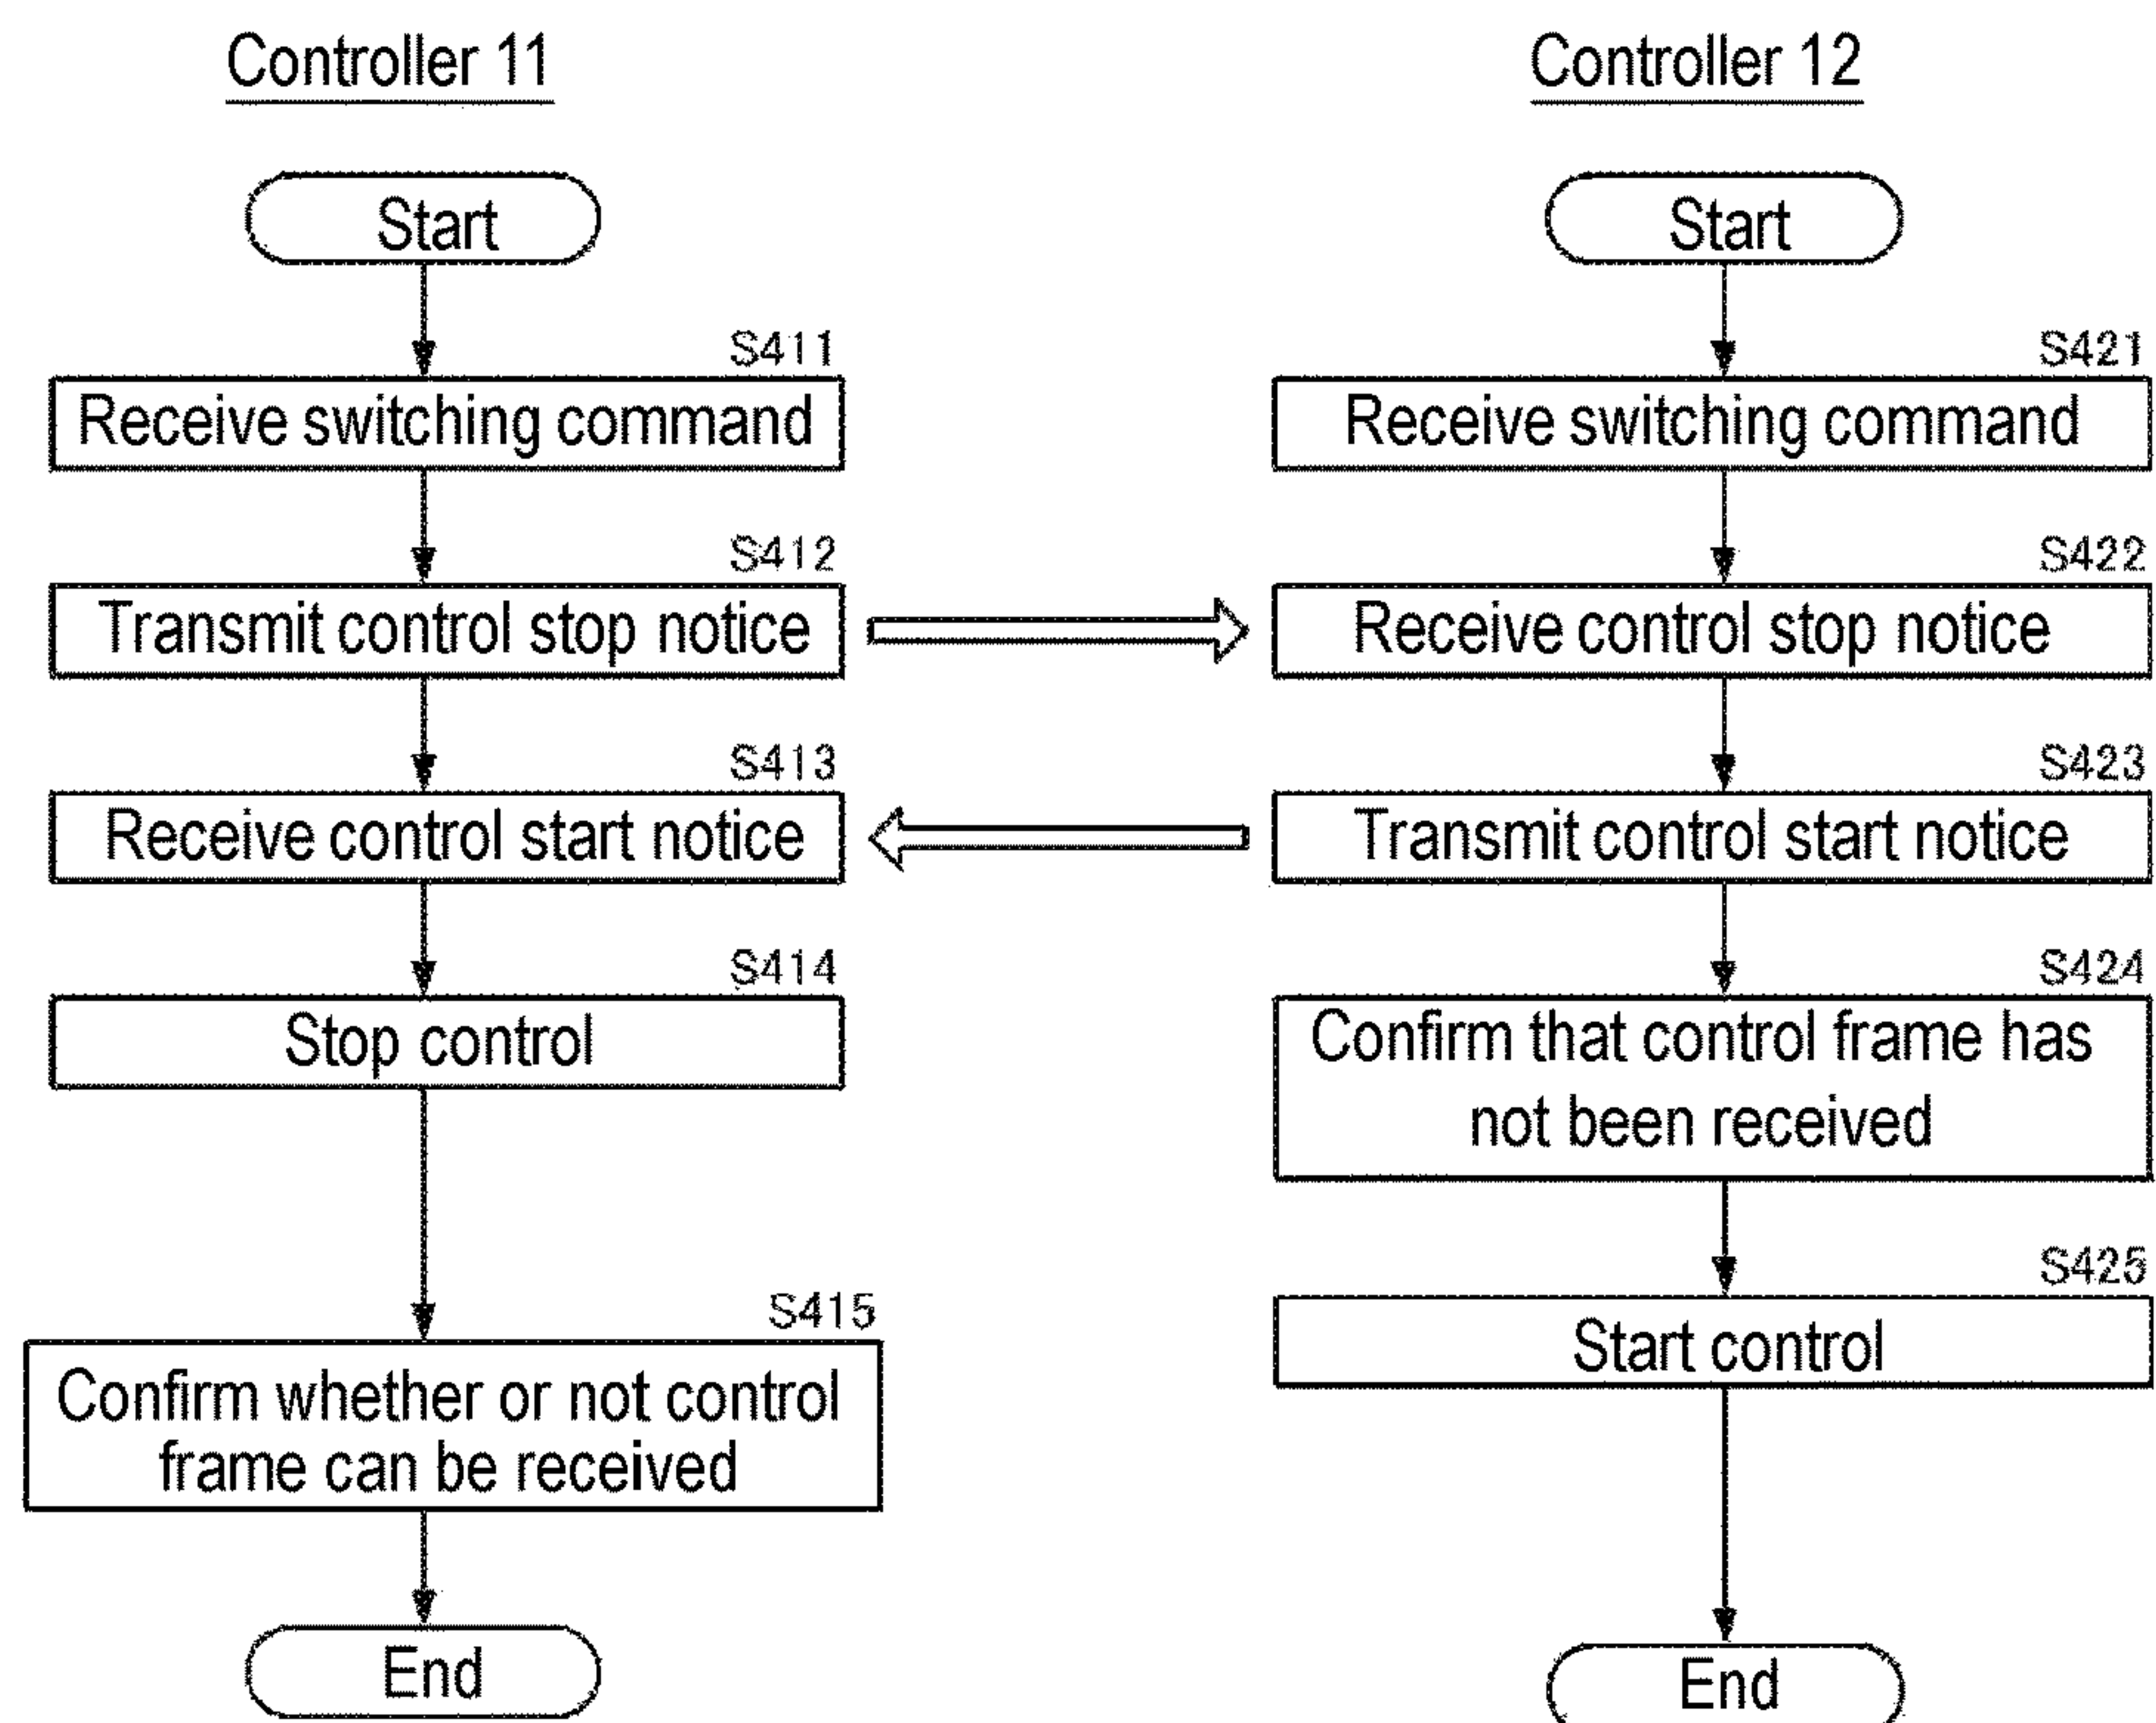 Controller 11
Start
S411
Receive switching command
S412
Transmit control stop notice
S413
Receive control start notice
S414
Stop control
S415
Confirm whether or not control
frame can be received
End
Controller 12
Start
S421
Receive switching command
S422
Receive control stop notice
S423
Transmit control start notice
S424
Confirm that control frame has
not been received
S425
Start control
End